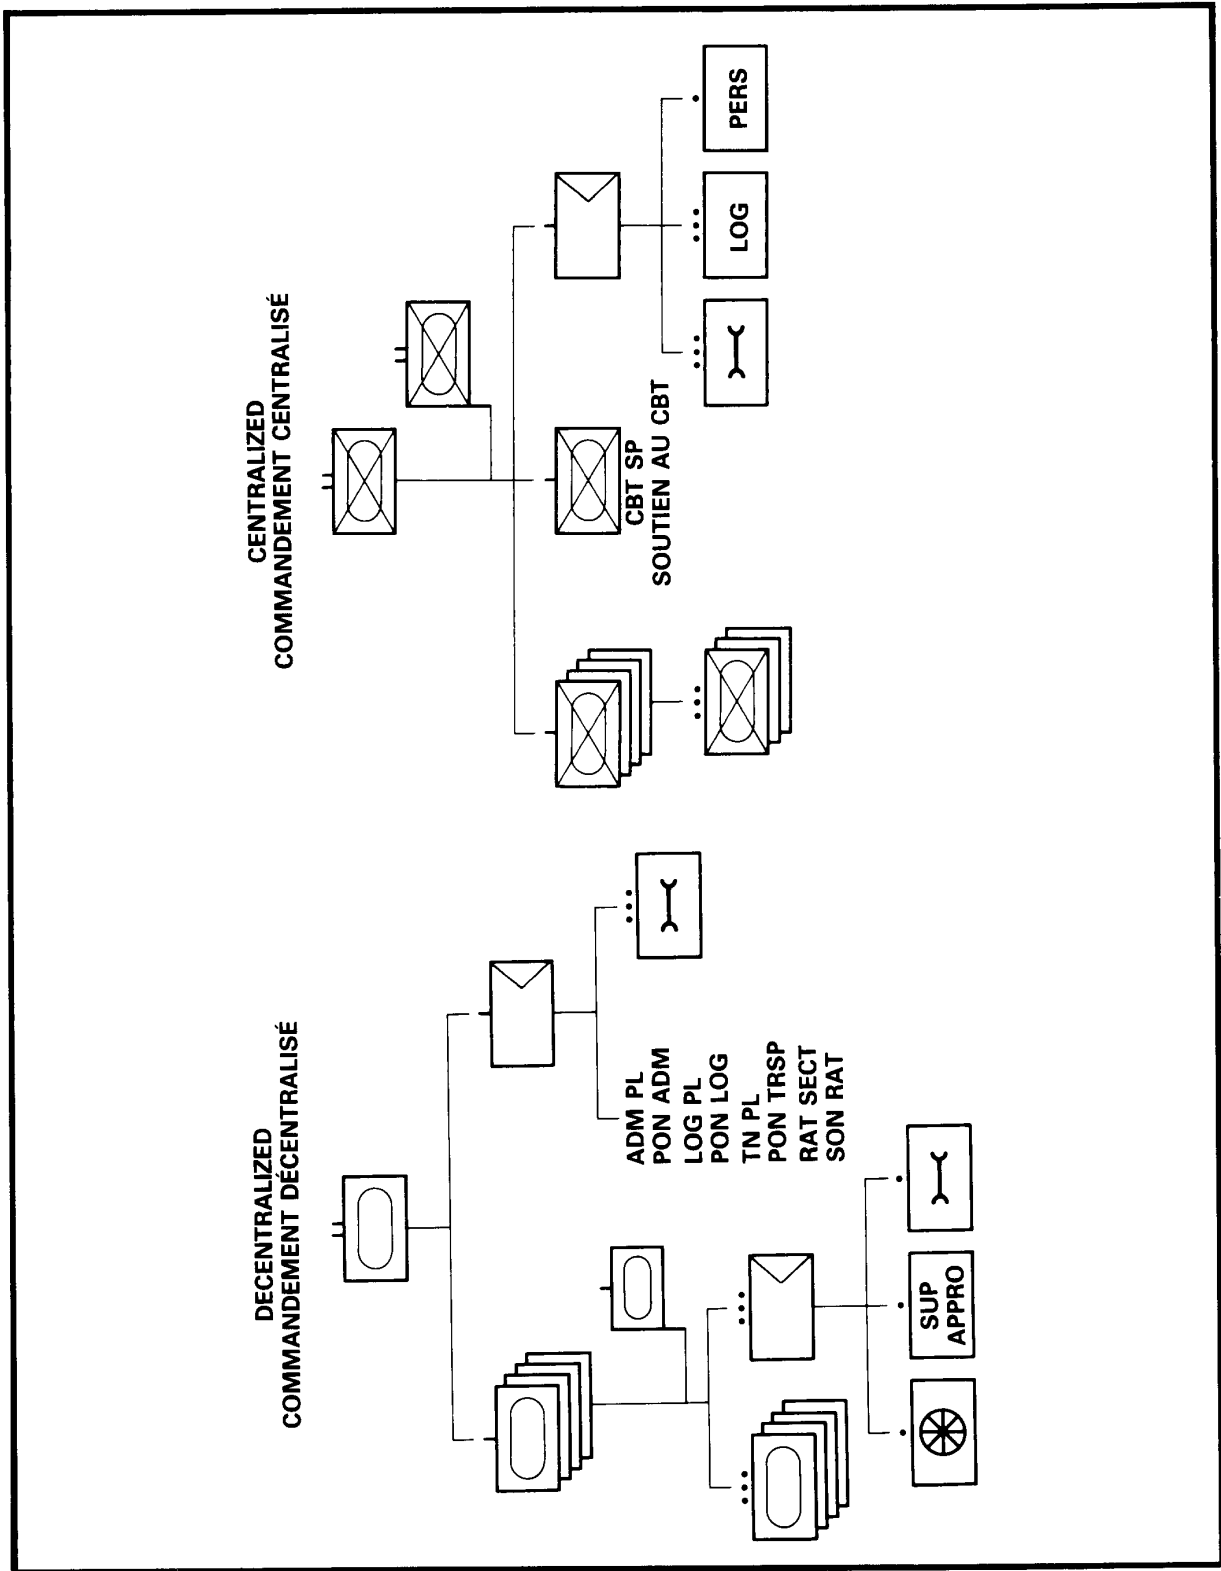 DECENTRALIZED
COMMANDEMENT DÉCENTRALISÉ
ADM PL
PON ADM
LOG PL
PON LOG
TN PL
PON TRSP
RAT SECT
SON RAT
SUP
APPRO
CENTRALIZED
COMMANDEMENT CENTRALISÉ
CBT SP
SOUTIEN AU CBT
LOG
PERS